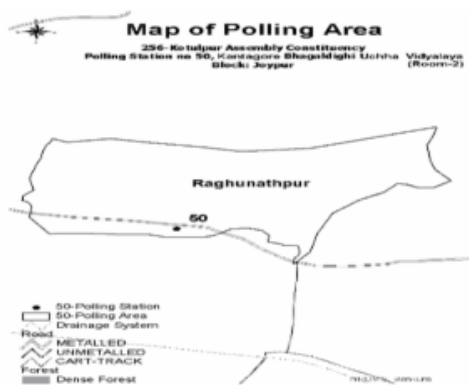 Map of Polling Area
256-Kotulpur Assembly Constituency
Polling Station no 50, Kantagore Bhagaldighi Uchha Vidyalaya
(Room-2)
Block: Joypur
Raghunathpur
50
50-Polling Station
50-Polling Area
Drainage System
Road
METALLED
UNMETALLED
CART-TRACK
Forest
Dense Forest